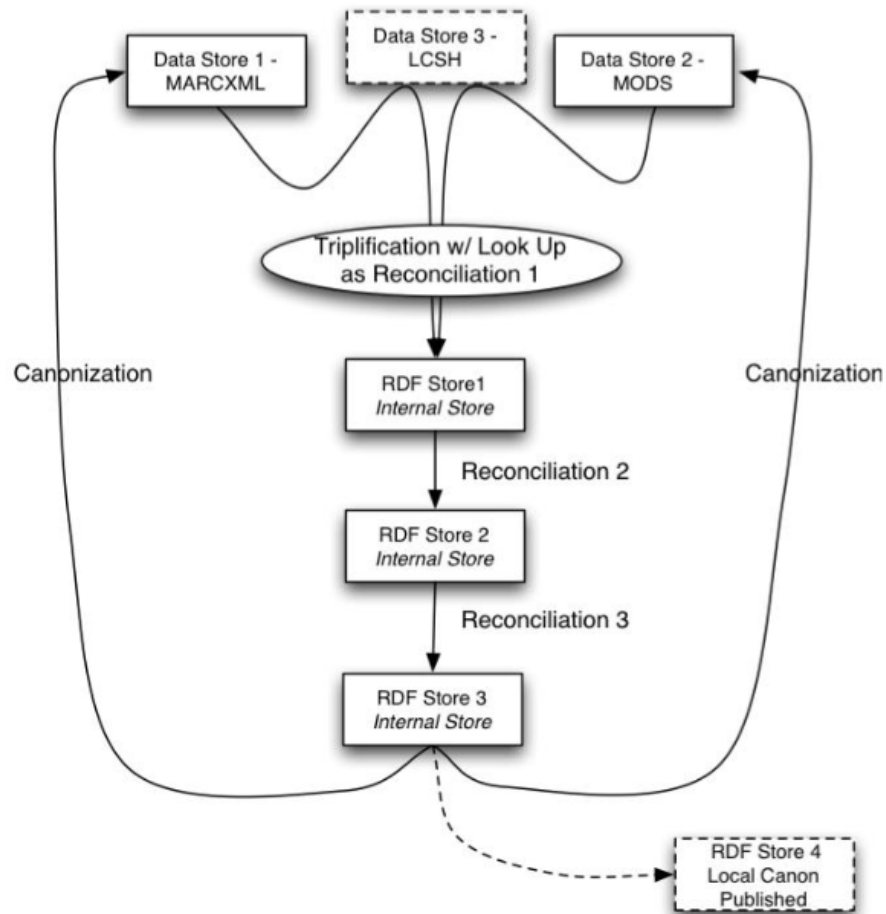 Data Store 1 -
MARCXML
Data Store 3 -
LCSH
Data Store 2 -
MODS
Triplification w/ Look Up
as Reconciliation 1
Canonization
Canonization
RDF Store1
Internal Store
Reconciliation 2
RDF Store 2
Internal Store
Reconciliation 3
RDF Store 3
Internal Store
RDF Store 4
Local Canon
Published